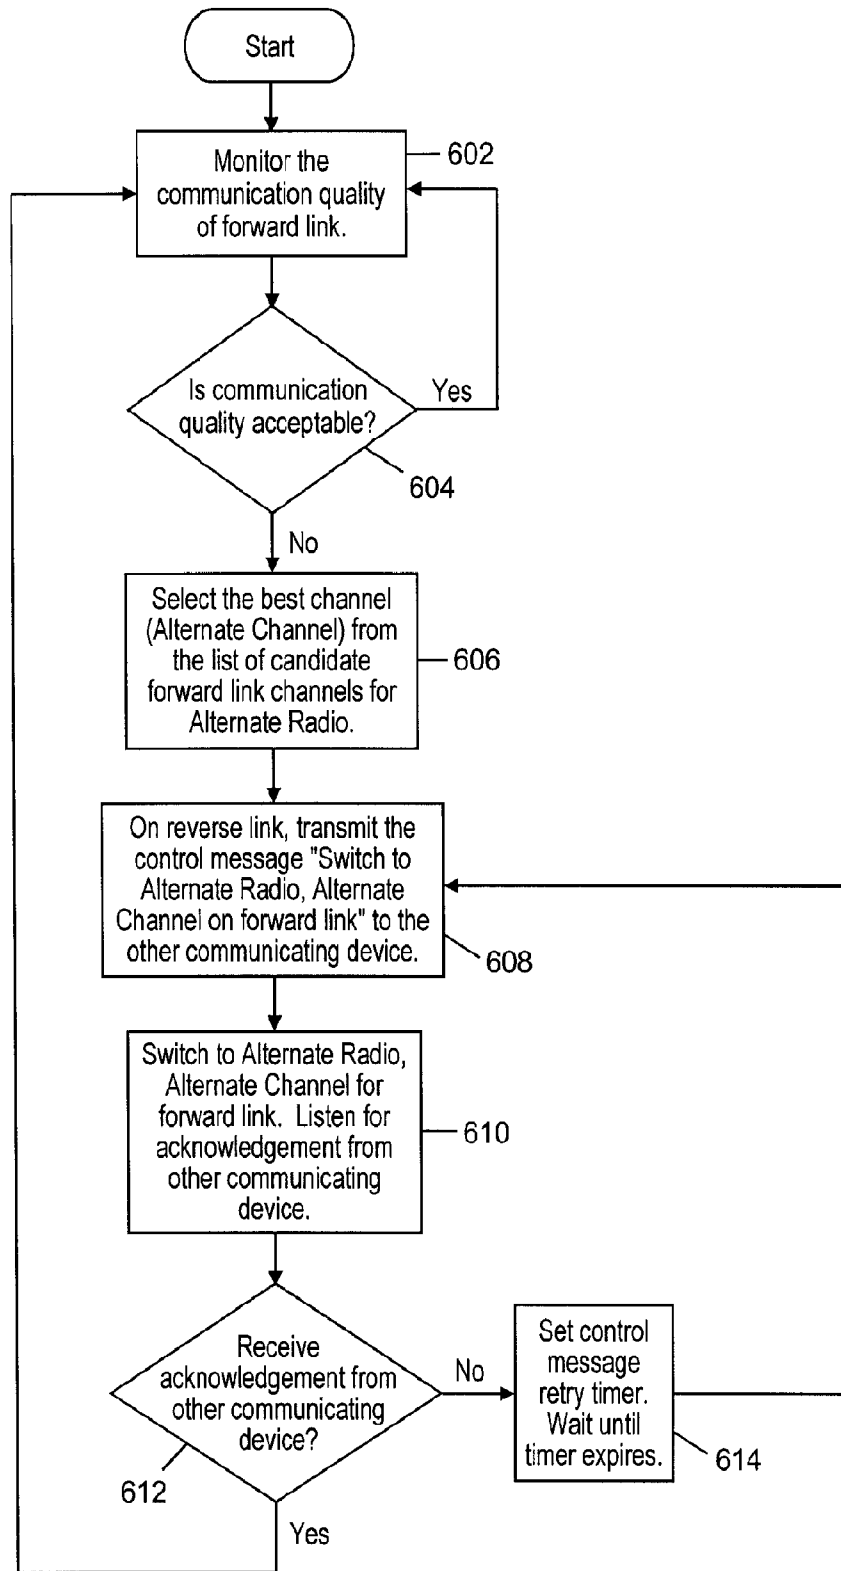 Start
Monitor the
communication quality
of forward link.
602
Is communication
quality acceptable?
Yes
604
No
Select the best channel
(Alternate Channel) from
the list of candidate
forward link channels for
Alternate Radio.
606
On reverse link, transmit the
control message "Switch to
Alternate Radio, Alternate
Channel on forward link" to the
other communicating device.
608
Switch to Alternate Radio,
Alternate Channel for
forward link. Listen for
acknowledgement from
other communicating
device.
610
Receive
acknowledgement from
other communicating
device?
No
612
Yes
Set control
message
retry timer.
Wait until
timer expires.
614